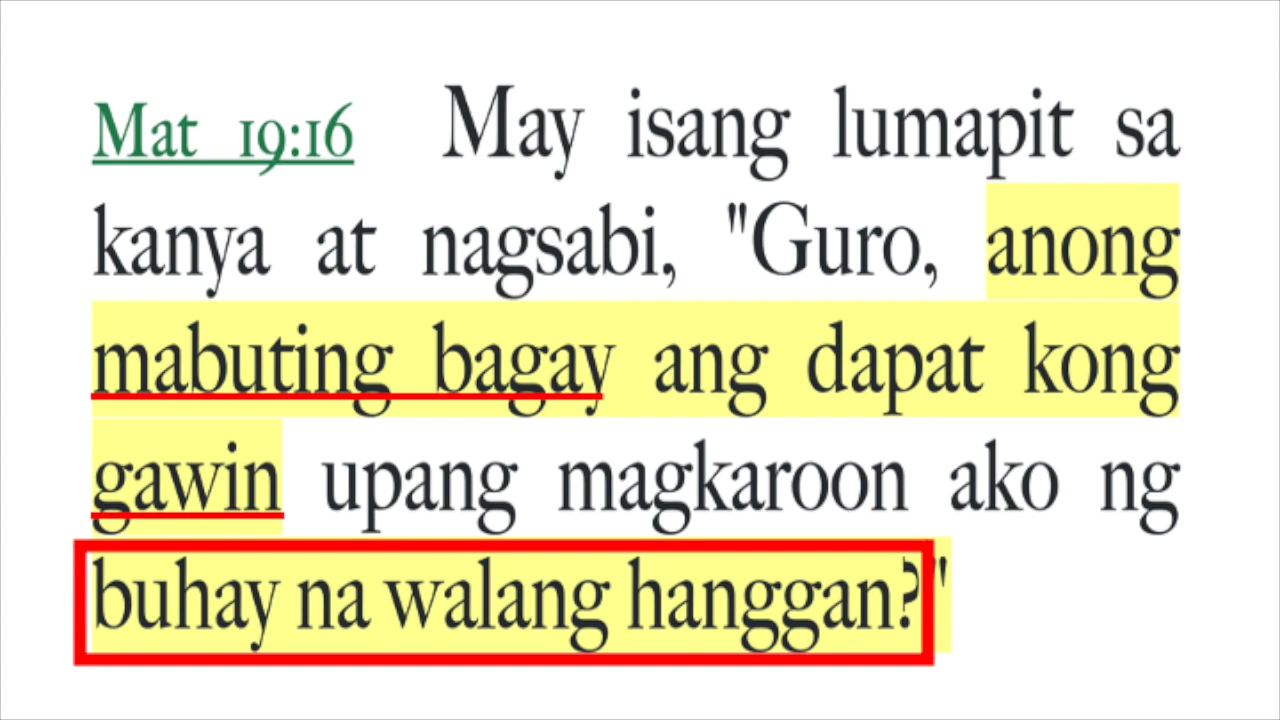 Mat 19:16 May isang lumapit sa
kanya at nagsabi, "Guro, anong
mabuting bagay ang dapat kong
gawin upang magkaroon ako ng
buhay na walang hanggan?"